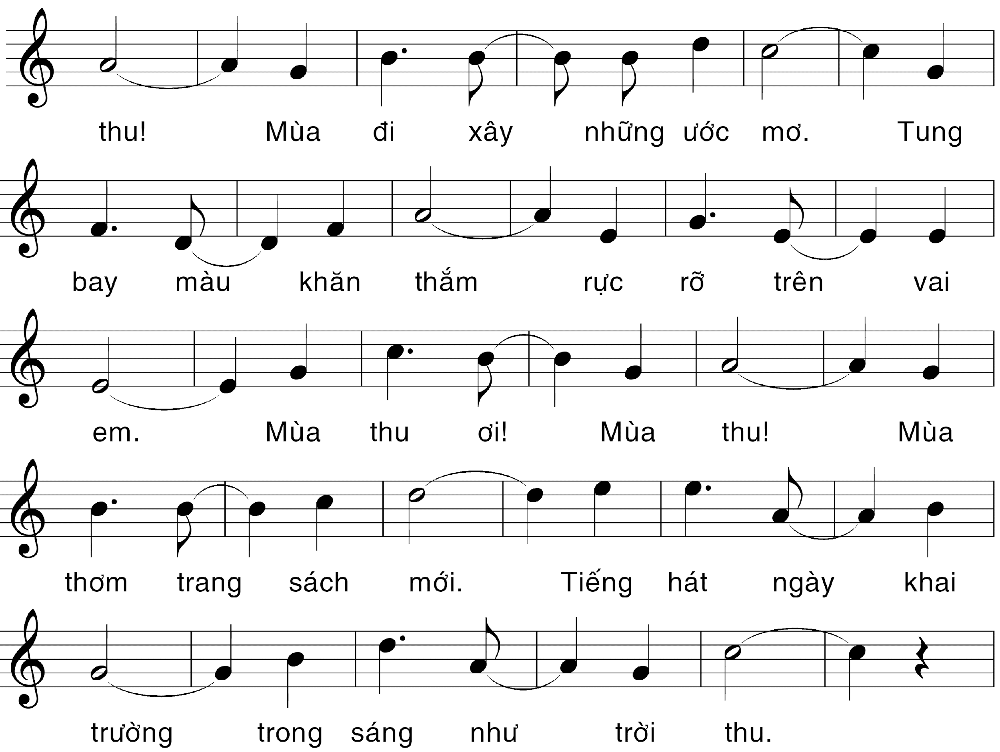 thu! Mùa đi xây những ước mơ. Tung
bay màu khăn thắm rực rỡ trên vai
em. Mùa thu ơi! Mùa thu! Mùa
thơm trang sách mới. Tiếng hát ngày khai
trường trong sáng như trời thu.